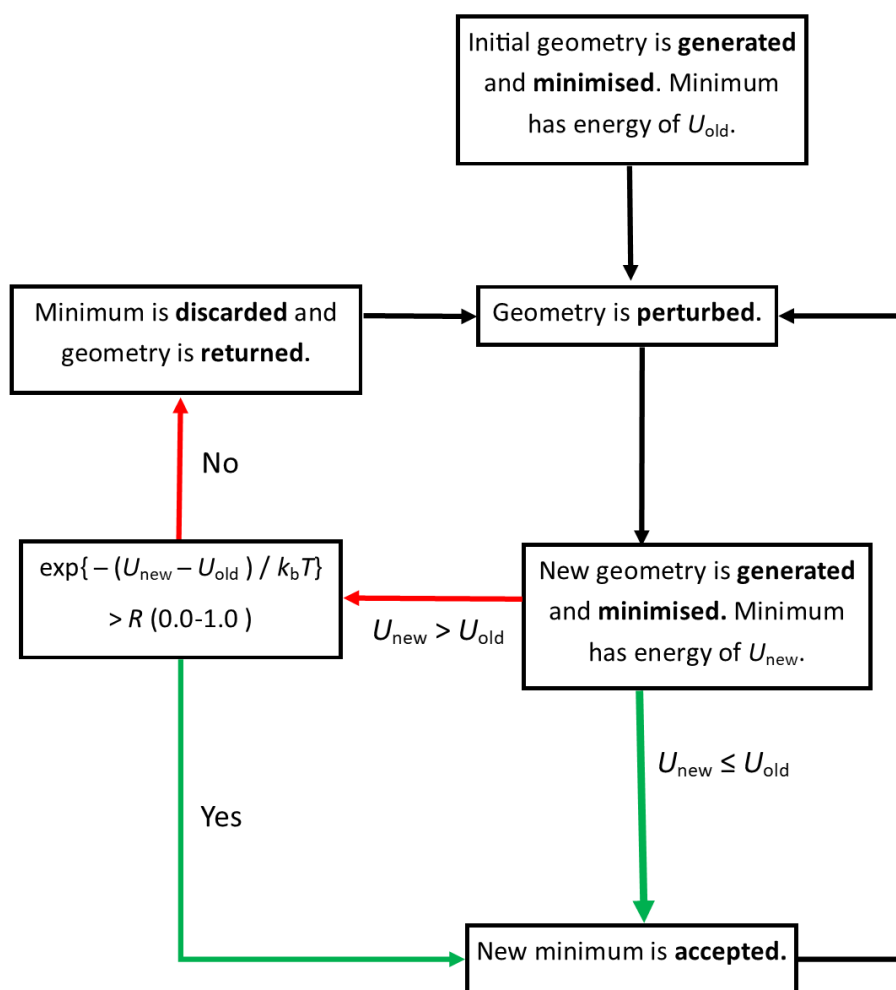 Initial geometry is generated
and minimised. Minimum
has energy of Uold.
Minimum is discarded and
geometry is returned.
Geometry is perturbed.
No
exp{ – (Unew – Uold ) / kbT}
> R (0.0-1.0 )
Unew > Uold
New geometry is generated
and minimised. Minimum
has energy of Unew.
Unew ≤ Uold
Yes
New minimum is accepted.